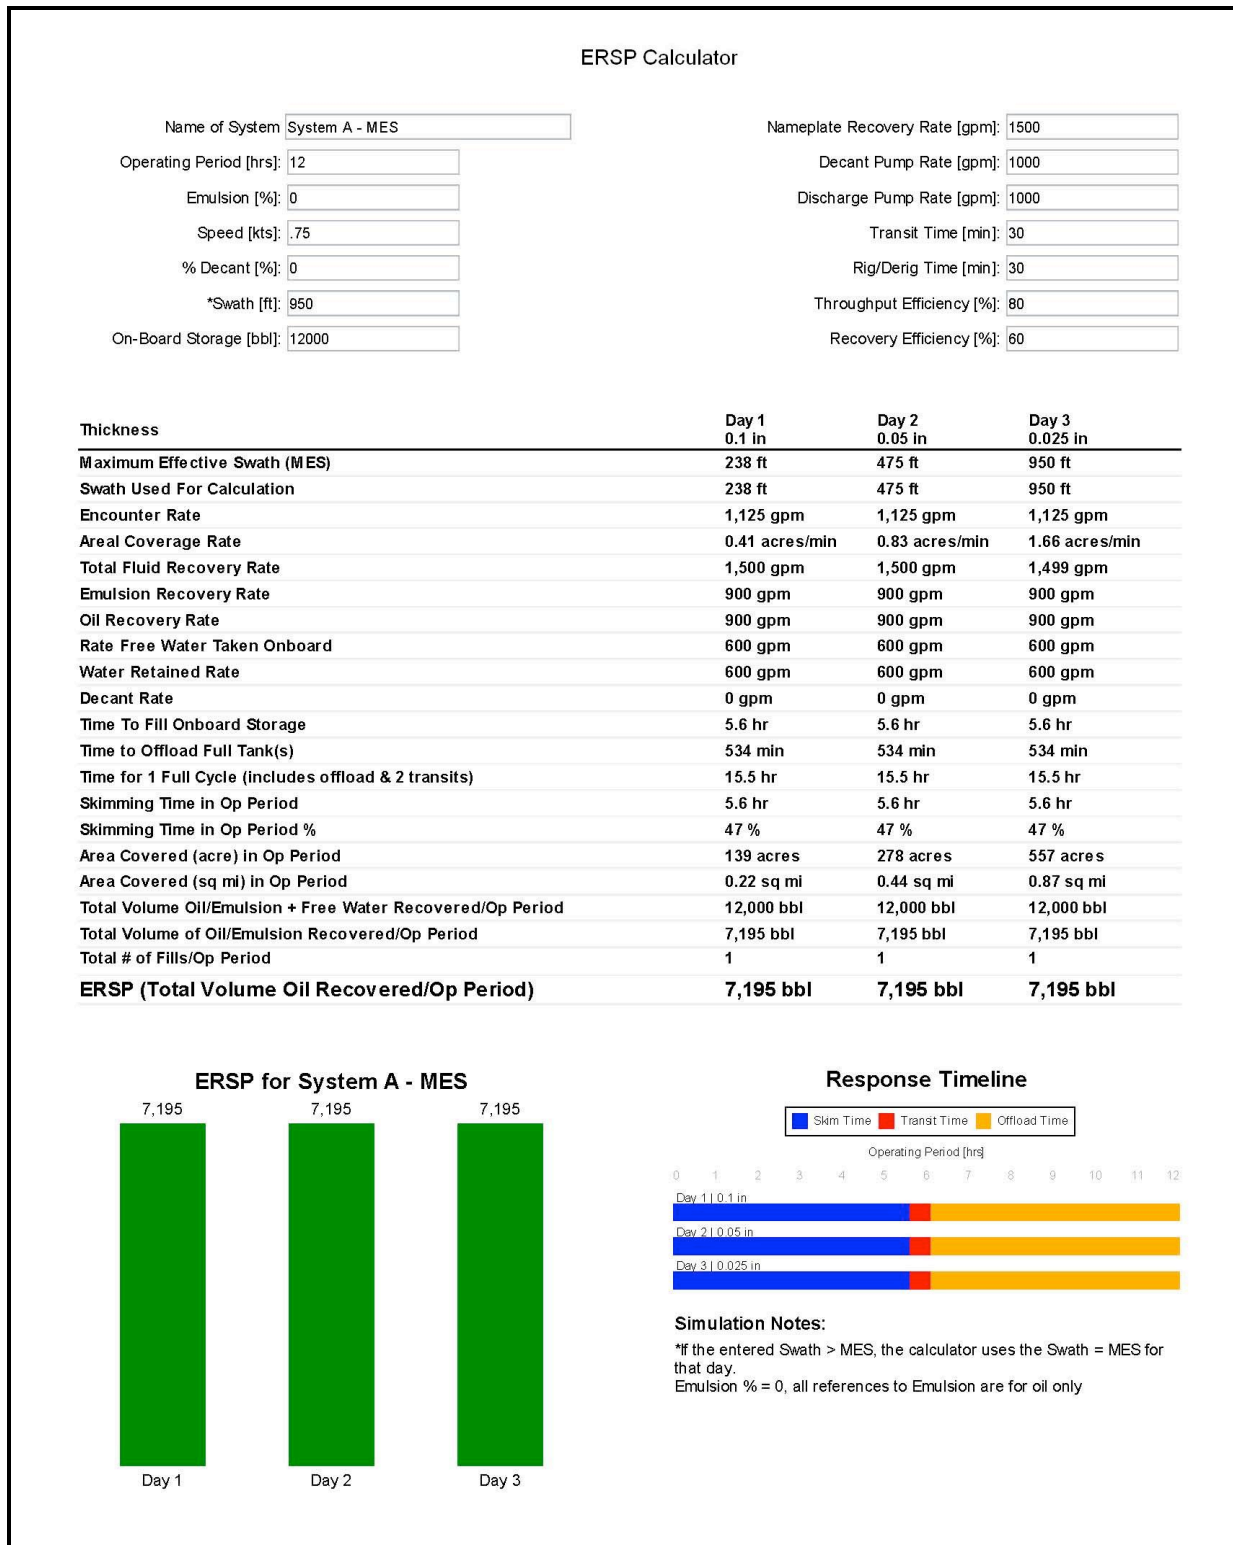 ERSP Calculator
Name of System System A - MES
Operating Period [hrs]: 12
Emulsion [%]: 0
Speed [kts]: .75
% Decant [%]: 0
*Swath [ft]: 950
On-Board Storage [bbl]: 12000
Nameplate Recovery Rate [gpm]: 1500
Decant Pump Rate [gpm]: 1000
Discharge Pump Rate [gpm]: 1000
Transit Time [min]: 30
Rig/Derig Time [min]: 30
Throughput Efficiency [%]: 80
Recovery Efficiency [%]: 60
Day 1 Day 2 Day 3
Thickness 0.1 in 0.05 in 0.025 in
Maximum Effective Swath (MES) 238 ft 475 ft 950 ft
Swath Used For Calculation 238 ft 475 ft 950 ft
Encounter Rate 1,125 gpm 1,125 gpm 1,125 gpm
Areal Coverage Rate 0.41 acres/min 0.83 acres/min 1.66 acres/min
Total Fluid Recovery Rate 1,500 gpm 1,500 gpm 1,499 gpm
Emulsion Recovery Rate 900 gpm 900 gpm 900 gpm
Oil Recovery Rate 900 gpm 900 gpm 900 gpm
Rate Free Water Taken Onboard 600 gpm 600 gpm 600 gpm
Water Retained Rate 600 gpm 600 gpm 600 gpm
Decant Rate 0 gpm 0 gpm 0 gpm
Time To Fill Onboard Storage 5.6 hr 5.6 hr 5.6 hr
Time to Offload Full Tank(s) 534 min 534 min 534 min
Time for 1 Full Cycle (includes offload & 2 transits) 15.5 hr 15.5 hr 15.5 hr
Skimming Time in Op Period 5.6 hr 5.6 hr 5.6 hr
Skimming Time in Op Period % 47 % 47 % 47 %
Area Covered (acre) in Op Period 139 acres 278 acres 557 acres
Area Covered (sq mi) in Op Period 0.22 sq mi 0.44 sq mi 0.87 sq mi
Total Volume Oil/Emulsion + Free Water Recovered/Op Period 12,000 bbl 12,000 bbl 12,000 bbl
Total Volume of Oil/Emulsion Recovered/Op Period 7,195 bbl 7,195 bbl 7,195 bbl
Total # of Fills/Op Period 1 1 1
ERSP (Total Volume Oil Recovered/Op Period) 7,195 bbl 7,195 bbl 7,195 bbl
ERSP for System A - MES
7,195 7,195 7,195
Day 1 Day 2 Day 3
Response Timeline
Skim Time Transit Time Offload Time
Operating Period [hrs]
0 1 2 3 4 5 6 7 8 9 10 11 12
Day 1 | 0.1 in
Day 2 | 0.05 in
Day 3 | 0.025 in
Simulation Notes:
*If the entered Swath > MES, the calculator uses the Swath = MES for
that day.
Emulsion % = 0, all references to Emulsion are for oil only